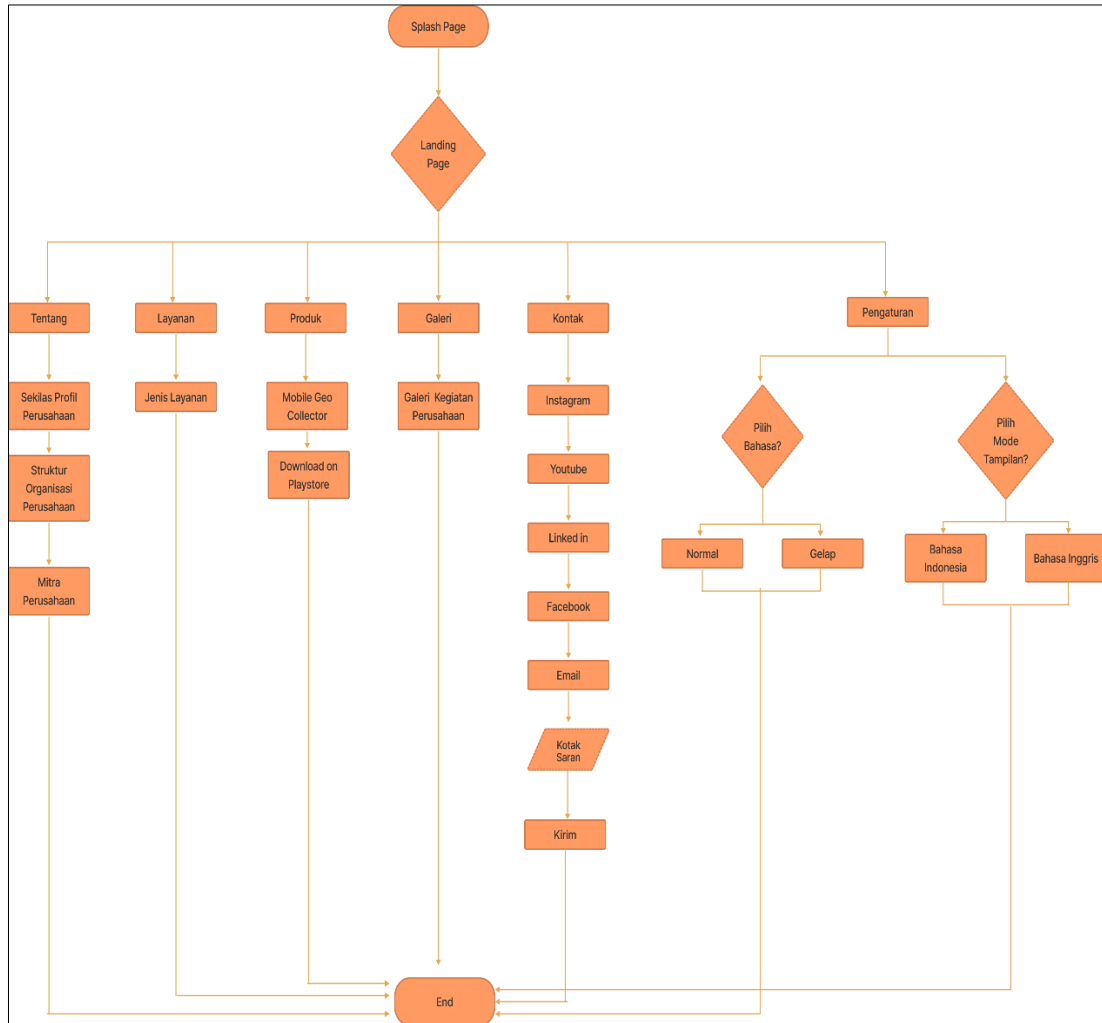 Splash Page
Landing
Page
Tentang
Layanan
Produk
Galeri
Kontak
Pengaturan
Sekilas Profil
Perusahaan
Jenis Layanan
Mobile Geo
Collector
Galeri Kegiatan
Perusahaan
Instagram
Pilih
Bahasa?
Pilih
Mode
Tampilan?
Struktur
Organisasi
Perusahaan
Download on
Playstore
Youtube
Linked in
Normal
Gelap
Bahasa
Indonesia
Bahasa Inggris
Mitra
Perusahaan
Facebook
Email
Kotak
Saran
Kirim
End